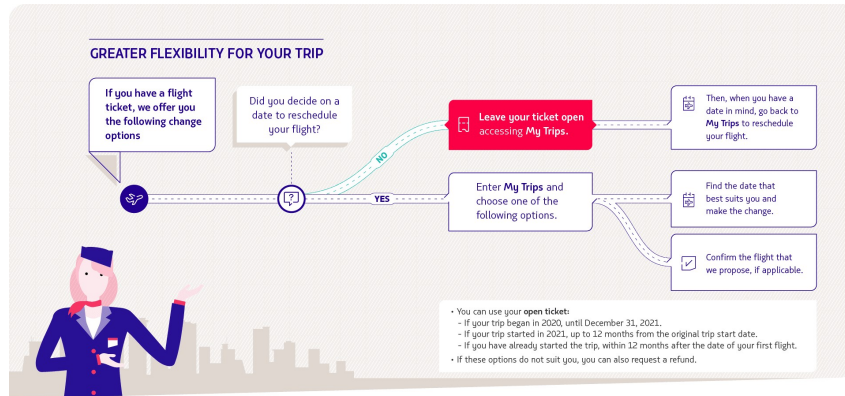 GREATER FLEXIBILITY FOR YOUR TRIP
If you have a flight
ticket, we offer you
the following change
options
Did you decide on a
date to reschedule
your flight?
NO
Leave your ticket open
accessing My Trips.
Then, when you have a
date in mind, go back to
My Trips to reschedule
your flight.
YES
Enter My Trips and
choose one of the
following options.
Find the date that
best suits you and
make the change.
Confirm the flight that
we propose, if applicable.
• You can use your open ticket:
- If your trip began in 2020, until December 31, 2021.
- If your trip started in 2021, up to 12 months from the original trip start date.
- If you have already started the trip, within 12 months after the date of your first flight.
• If these options do not suit you, you can also request a refund.